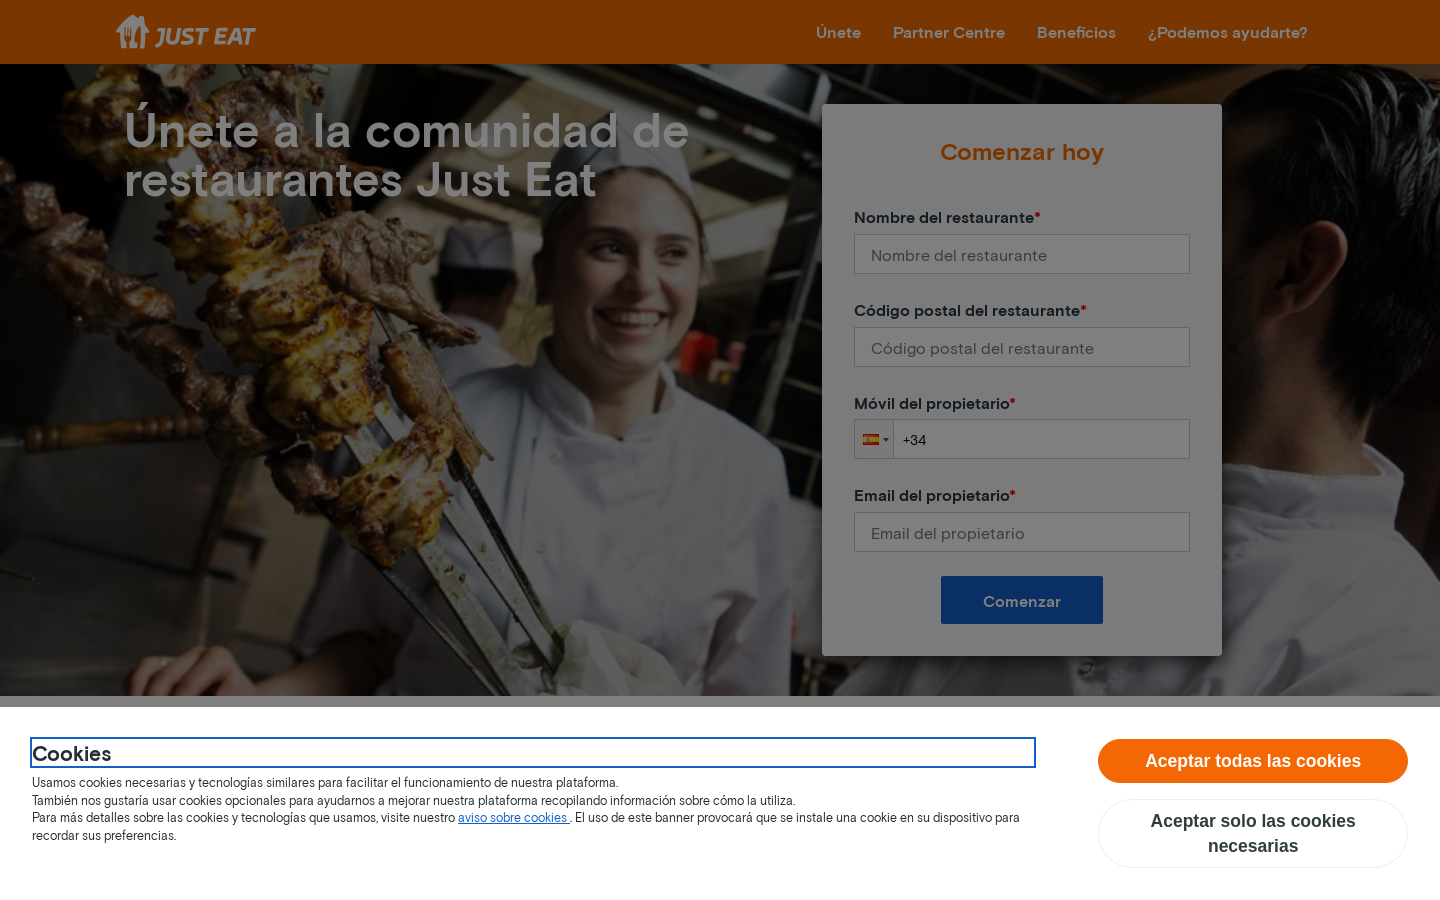 JUST EAT
Únete
Partner Centre
Beneficios
¿Podemos ayudarte?
Únete a la comunidad de
restaurantes Just Eat
Comenzar hoy
Nombre del restaurante*
Nombre del restaurante
Código postal del restaurante*
Código postal del restaurante
Móvil del propietario*
+34
Email del propietario*
Email del propietario
Comenzar
Cookies
Usamos cookies necesarias y tecnologías similares para facilitar el funcionamiento de nuestra plataforma.
También nos gustaría usar cookies opcionales para ayudarnos a mejorar nuestra plataforma recopilando información sobre cómo la utiliza.
Para más detalles sobre las cookies y tecnologías que usamos, visite nuestro aviso sobre cookies . El uso de este banner provocará que se instale una cookie en su dispositivo para
recordar sus preferencias.
Aceptar todas las cookies
Aceptar solo las cookies
necesarias